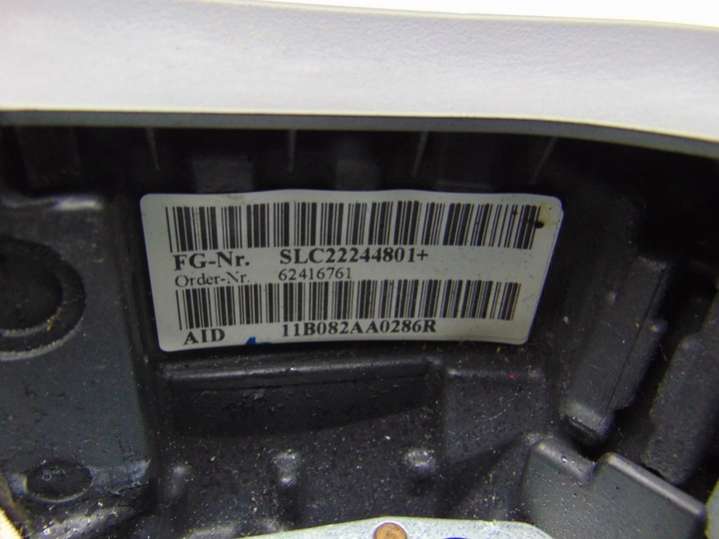 FG-Nr. SLC22244801+
Order-Nr. 62416761
AID 11B082AA0286R